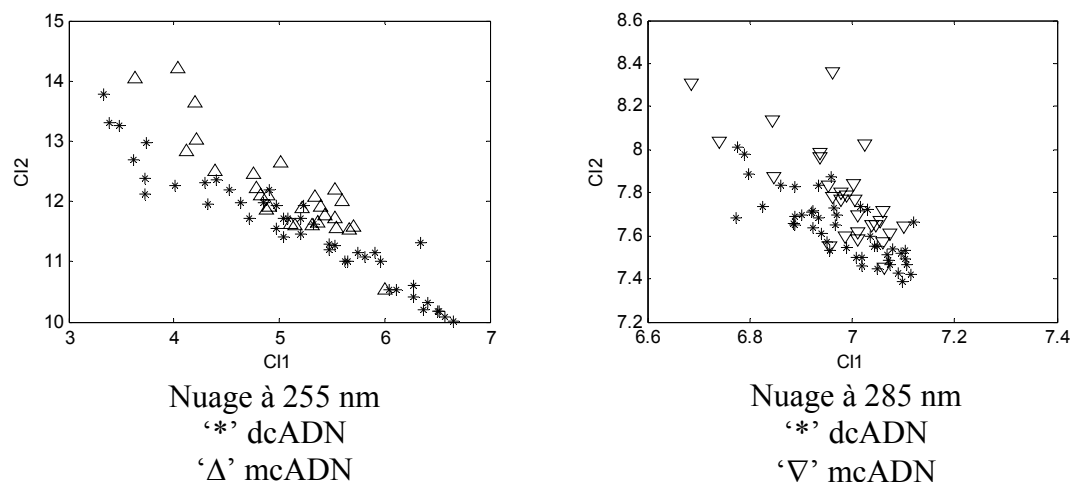 15
14
13
12
11
10
CI2
3 4 5 6 7
CI1
Nuage à 255 nm
‘*’ dcADN
‘Δ’ mcADN
8.6
8.4
8.2
8
7.8
7.6
7.4
7.2
CI2
6.6 6.8 7 7.2 7.4
CI1
Nuage à 285 nm
‘*’ dcADN
‘∇’ mcADN